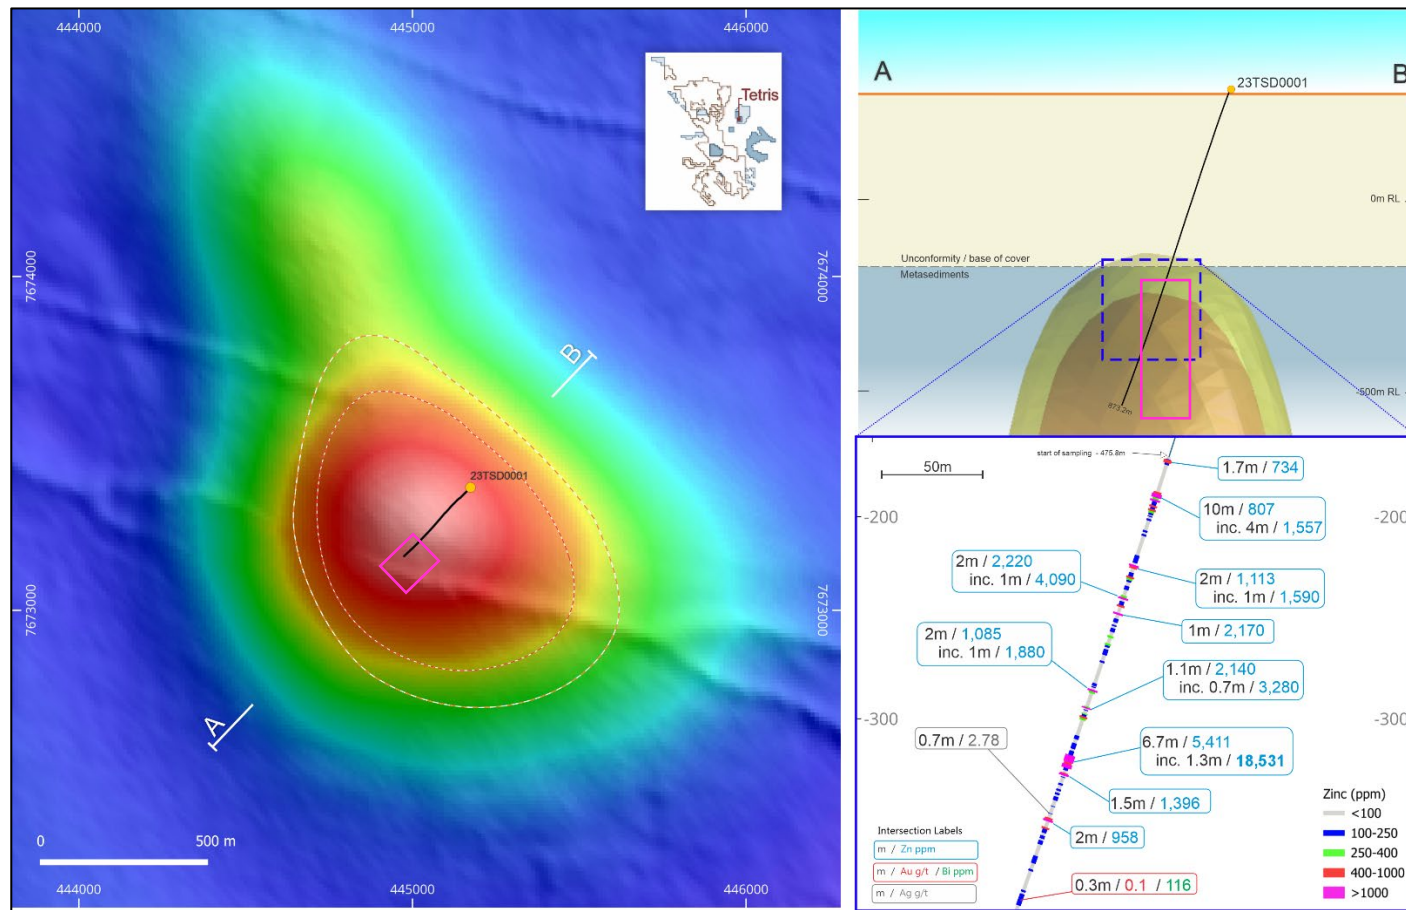 444000
445000
446000
Tetris
7674000
7674000
B
23TSD0001
7673000
7673000
A
0
500 m
444000
445000
446000
A
B
23TSD0001
0m RL
Unconformity / base of cover
Metasediments
-500m RL
873.2m
50m
start of sampling - 475.8m
1.7m / 734
10m / 807
inc. 4m / 1,557
-200
-200
2m / 2,220
inc. 1m / 4,090
2m / 1,113
inc. 1m / 1,590
1m / 2,170
2m / 1,085
inc. 1m / 1,880
1.1m / 2,140
inc. 0.7m / 3,280
-300
-300
0.7m / 2.78
6.7m / 5,411
inc. 1.3m / 18,531
1.5m / 1,396
2m / 958
0.3m / 0.1 / 116
Intersection Labels
m / Zn ppm
m / Au g/t / Bi ppm
m / Ag g/t
Zinc (ppm)
<100
100-250
250-400
400-1000
>1000